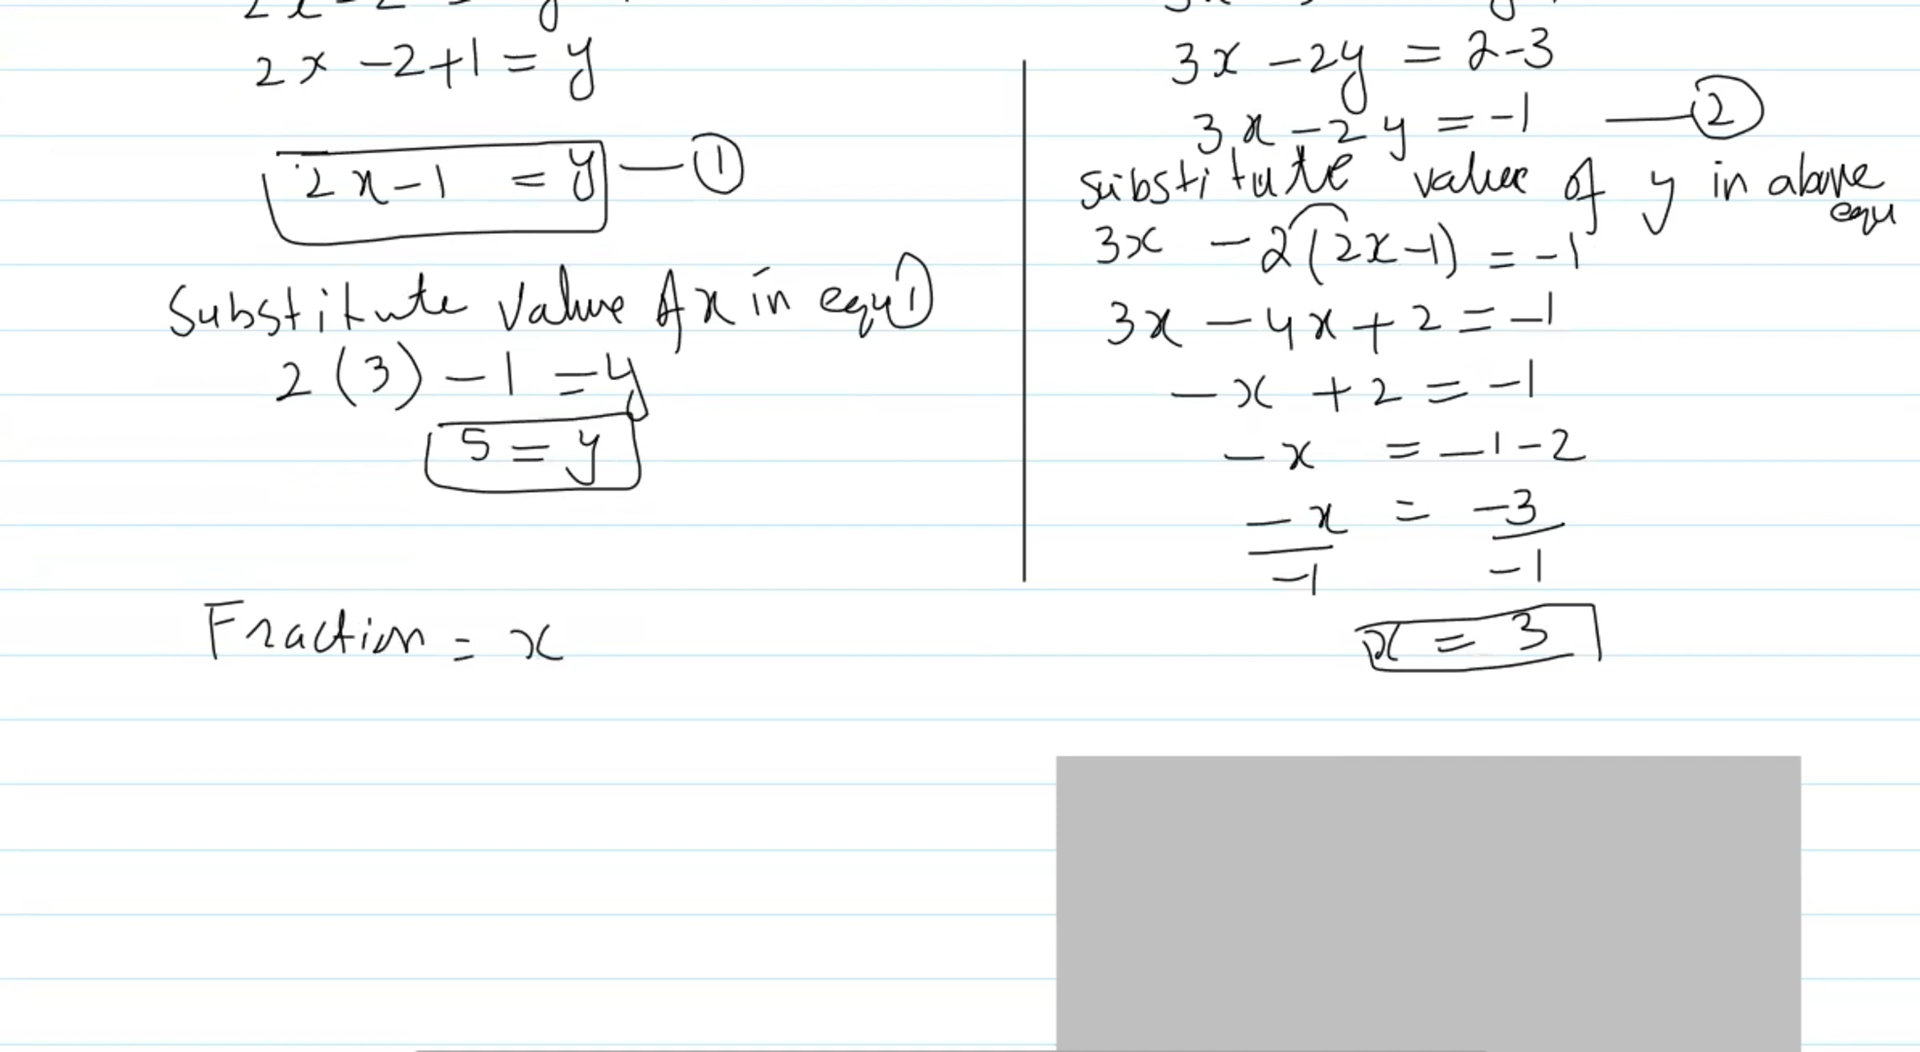 2x - 2 + 1 = y
2x - 1 = y — ①
Substitute value of x in equ ①
2 (3) - 1 = y
5 = y
Fraction = x
3x - 2y = 2 - 3
3x - 2y = -1 — ②
substitute value of y in above
equ
3x - 2(2x - 1) = -1
3x - 4x + 2 = -1
-x + 2 = -1
-x = -1 - 2
-x = -3
-1 -1
x = 3